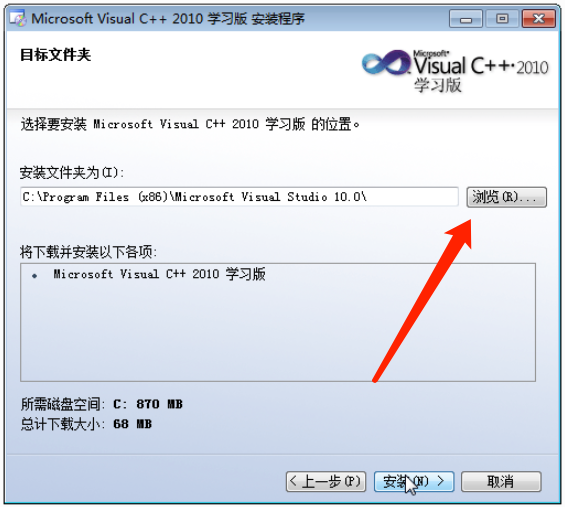 Microsoft Visual C++ 2010 学习版 安装程序
目标文件夹
Microsoft
Visual C++ 2010
学习版
选择要安装 Microsoft Visual C++ 2010 学习版 的位置。
安装文件夹为(I):
C:\Program Files (x86)\Microsoft Visual Studio 10.0\
浏览(R)...
将下载并安装以下各项:
• Microsoft Visual C++ 2010 学习版
所需磁盘空间: C: 870 MB
总计下载大小: 68 MB
< 上一步(P)
安装(N) >
取消